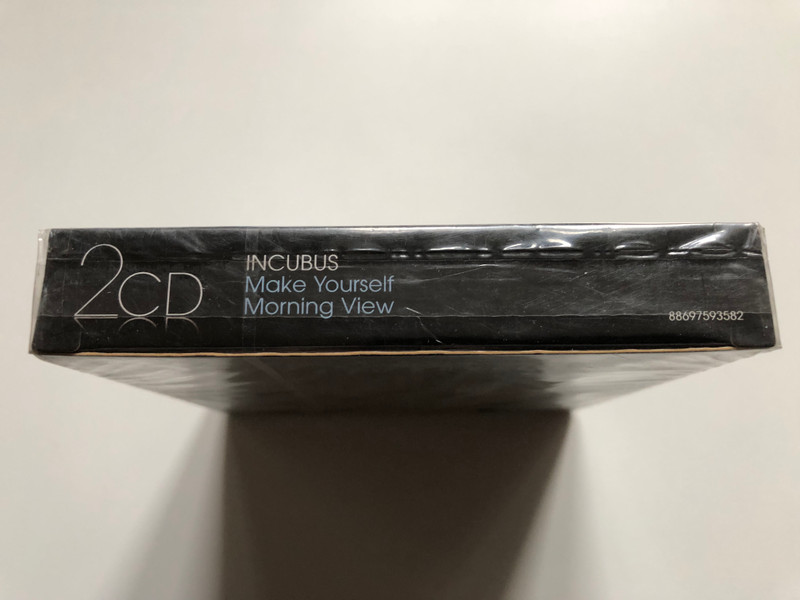 2CD
INCUBUS
Make Yourself
Morning View
88697593582